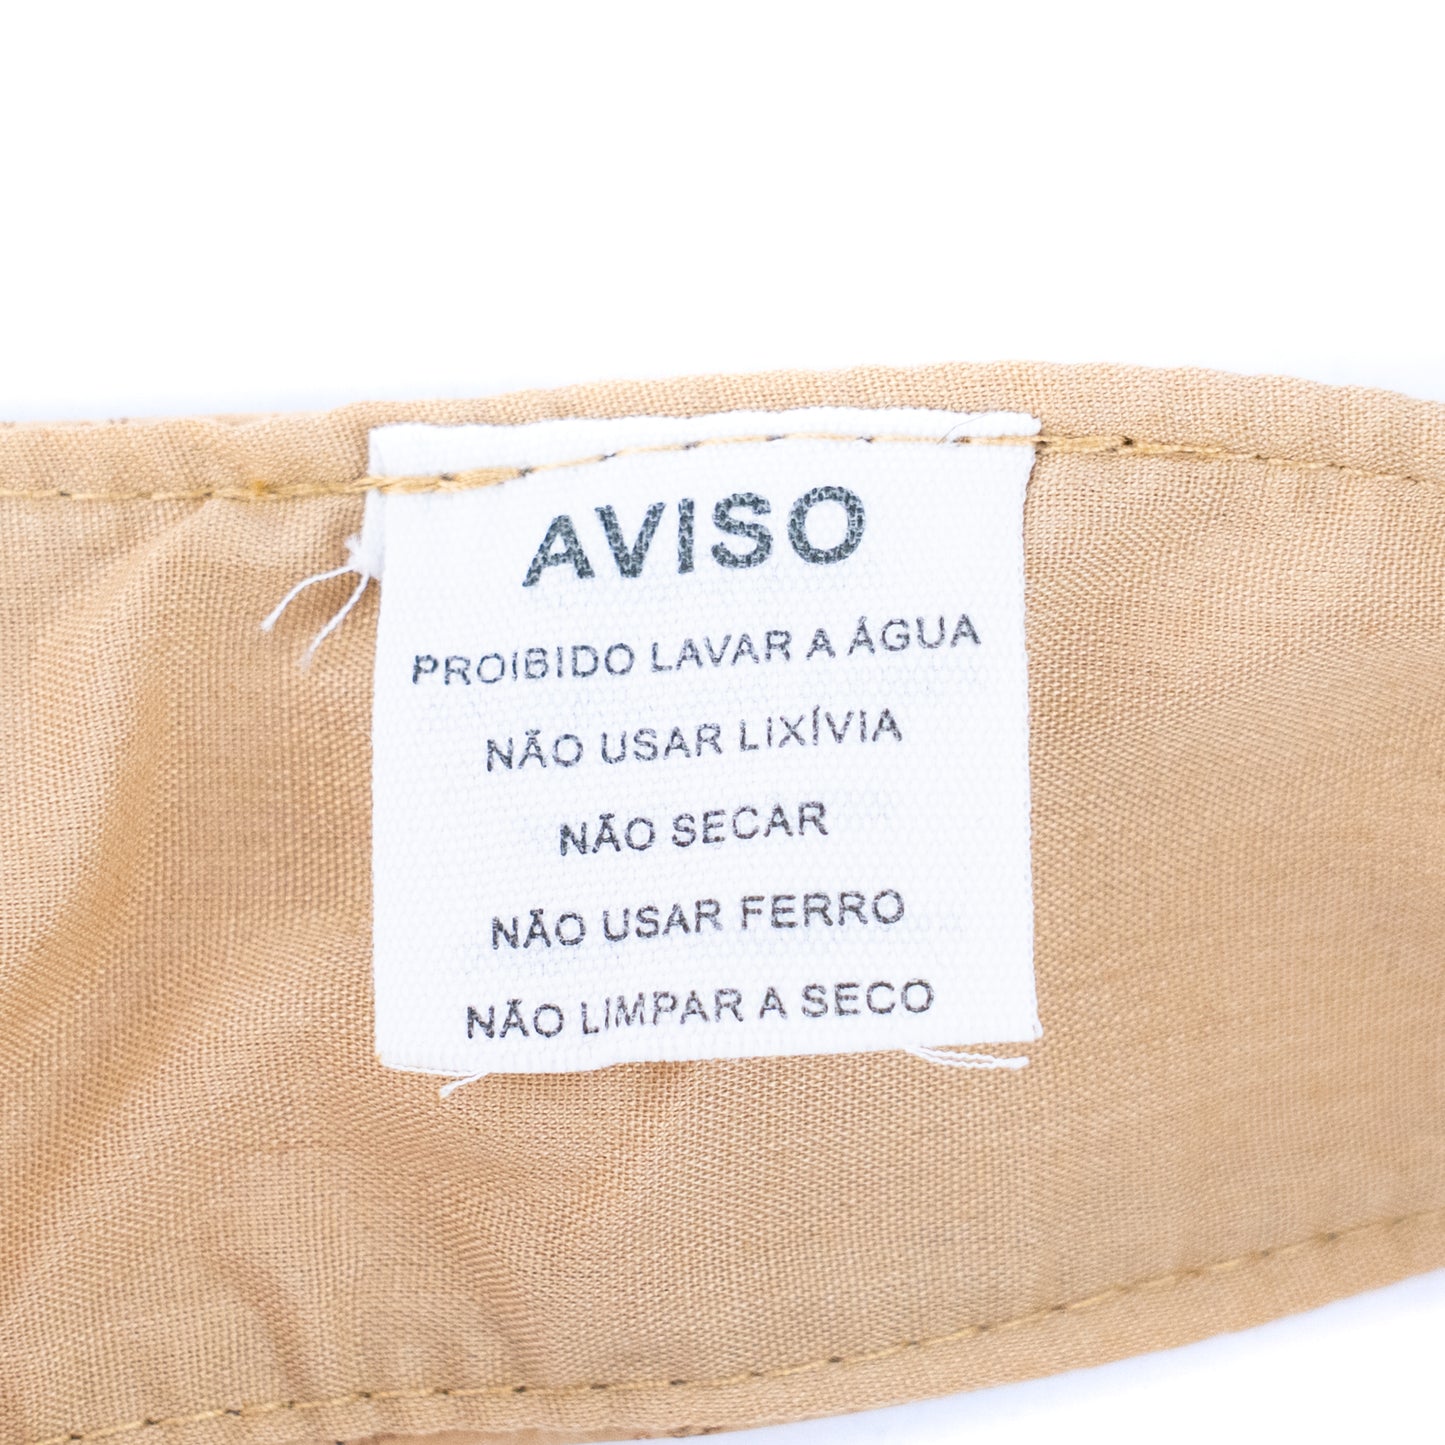 AVISO
PROIBIDO LAVAR A ÁGUA
NÃO USAR LIXÍVIA
NÃO SECAR
NÃO USAR FERRO
NÃO LIMPAR A SECO